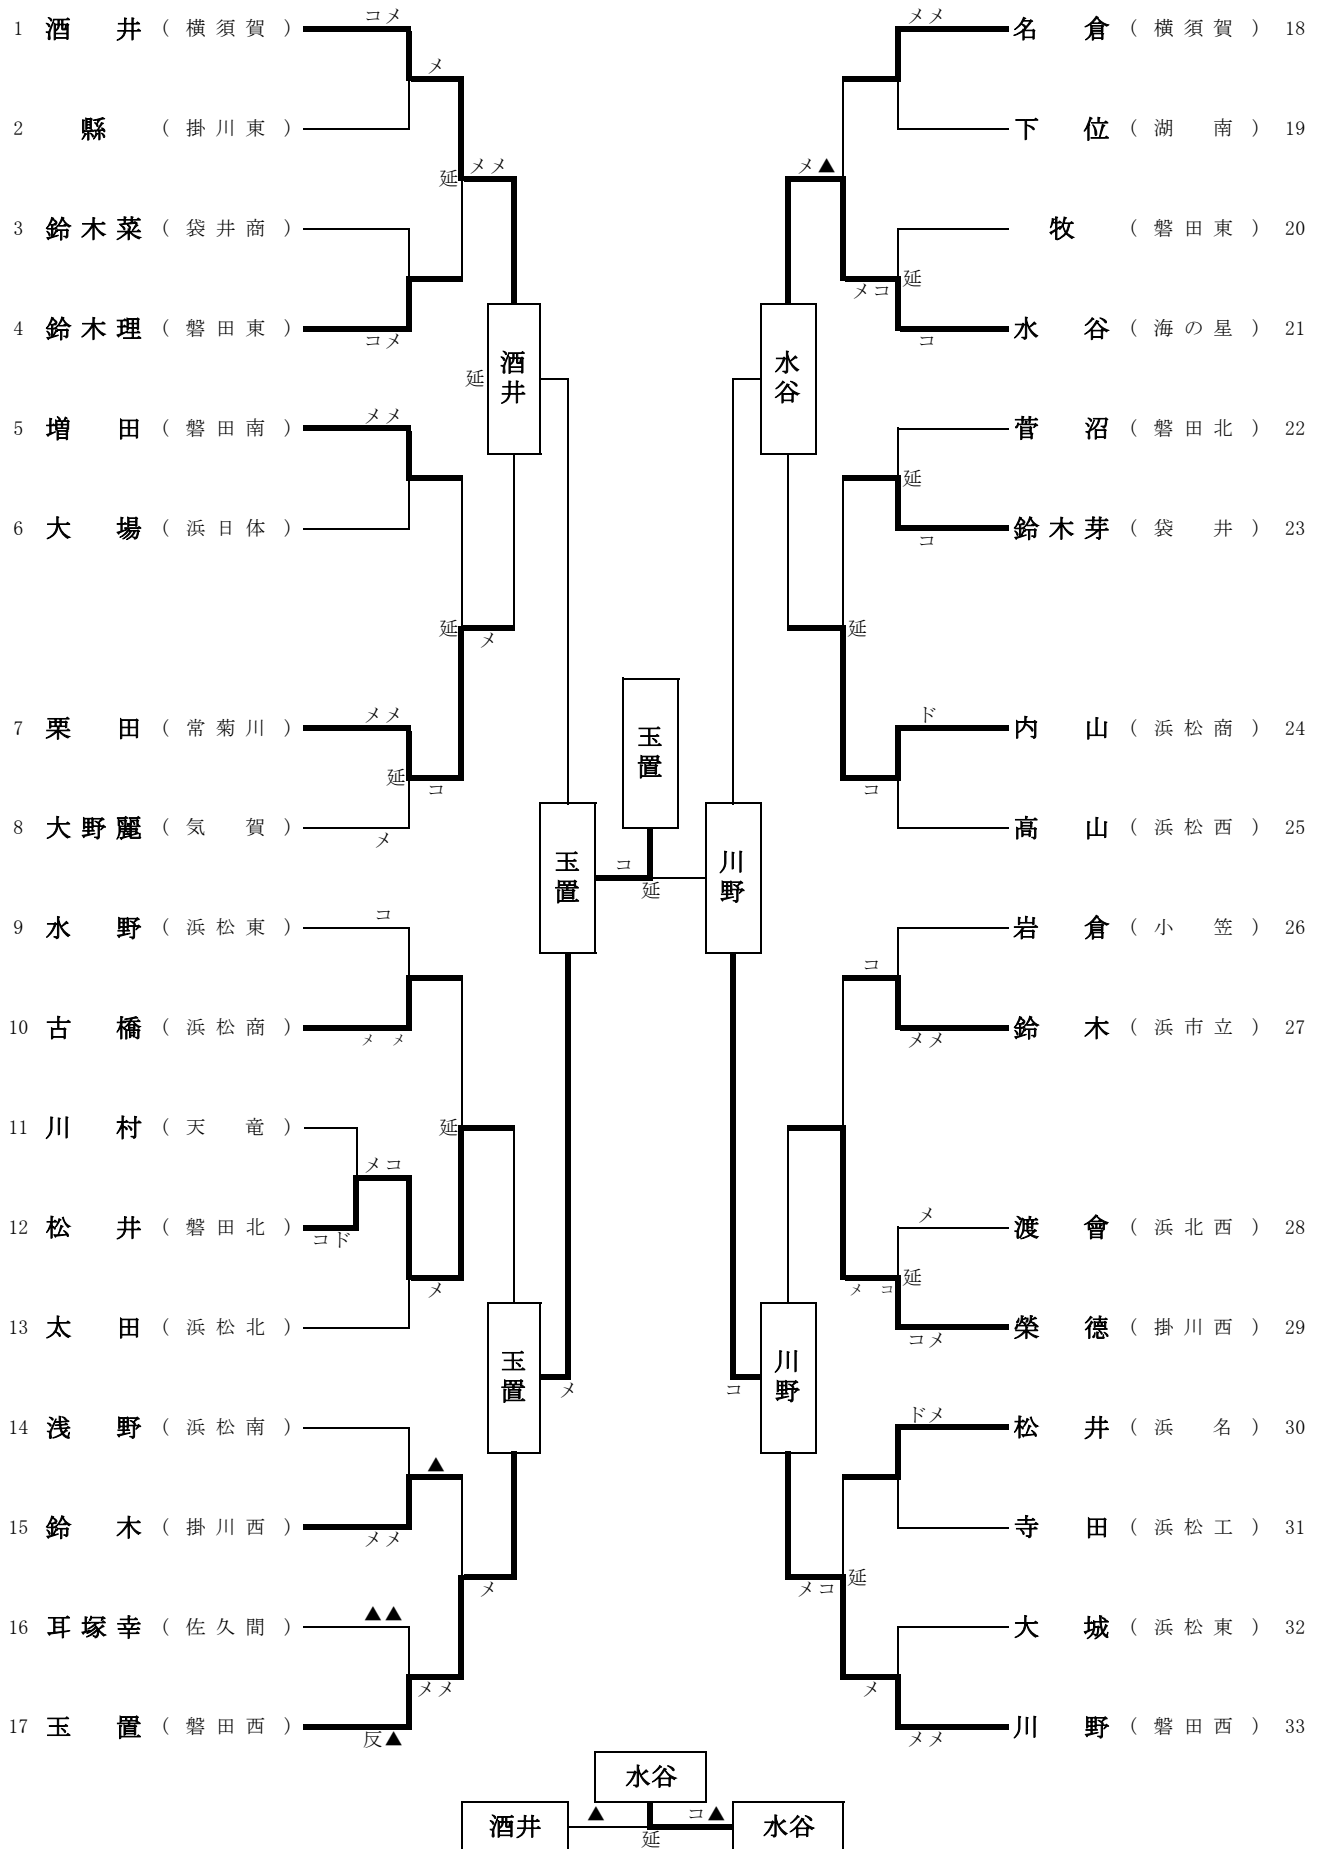 1 酒井 (横須賀) コメ
メ
2 縣 (掛川東)
延 メメ
3 鈴木菜 (袋井商)
4 鈴木理 (磐田東) コメ
延 酒井
5 増田 (磐田南) メメ
6 大場 (浜日体)
延 メ
7 栗田 (常菊川) メメ
延 コ
8 大野麗 (気賀) メ
玉置
9 水野 (浜松東) コ
10 古橋 (浜松商) メメ
11 川村 (天竜)
延
メコ
12 松井 (磐田北) コド
メ
13 太田 (浜松北)
玉置 メ
14 浅野 (浜松南)
▲
15 鈴木 (掛川西) メメ
メ
16 耳塚幸 (佐久間) ▲▲
メメ
17 玉置 (磐田西) 反▲
玉置
コ 延
メメ 名倉 (横須賀) 18
下位 (湖南) 19
メ▲
牧 (磐田東) 20
メコ 延
コ 水谷 (海の星) 21
水谷
菅沼 (磐田北) 22
延
コ 鈴木芽 (袋井) 23
延
ド 内山 (浜松商) 24
コ
高山 (浜松西) 25
川野
岩倉 (小笠) 26
コ
メメ 鈴木 (浜市立) 27
メ 渡會 (浜北西) 28
メコ 延
コメ 榮德 (掛川西) 29
コ 川野
ドメ 松井 (浜名) 30
寺田 (浜松工) 31
メコ 延
大城 (浜松東) 32
メ
メメ 川野 (磐田西) 33
水谷
酒井 ▲ 延 コ▲ 水谷